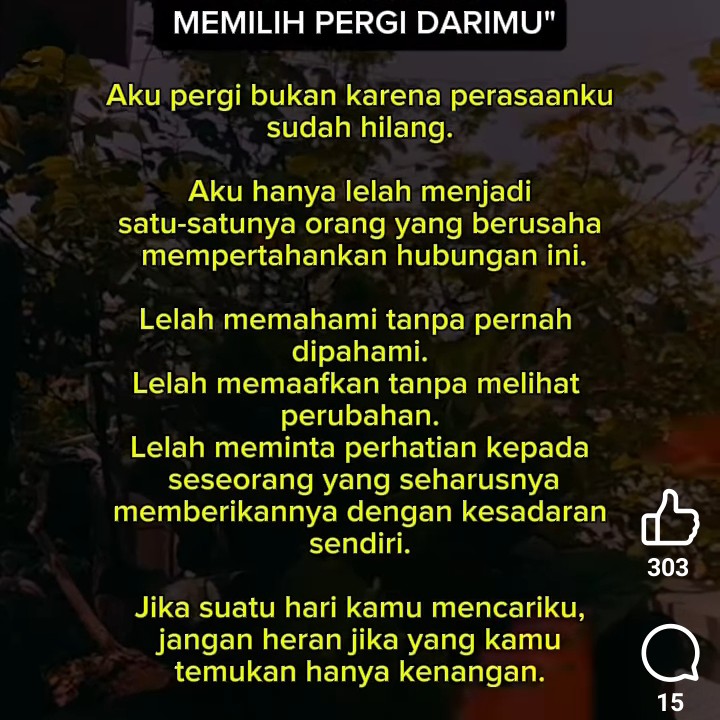 MEMILIH PERGI DARIMU"
Aku pergi bukan karena perasaanku
sudah hilang.
Aku hanya lelah menjadi
satu-satunya orang yang berusaha
mempertahankan hubungan ini.
Lelah memahami tanpa pernah
dipahami.
Lelah memaafkan tanpa melihat
perubahan.
Lelah meminta perhatian kepada
seseorang yang seharusnya
memberikannya dengan kesadaran
sendiri.
Jika suatu hari kamu mencariku,
jangan heran jika yang kamu
temukan hanya kenangan.
303
15